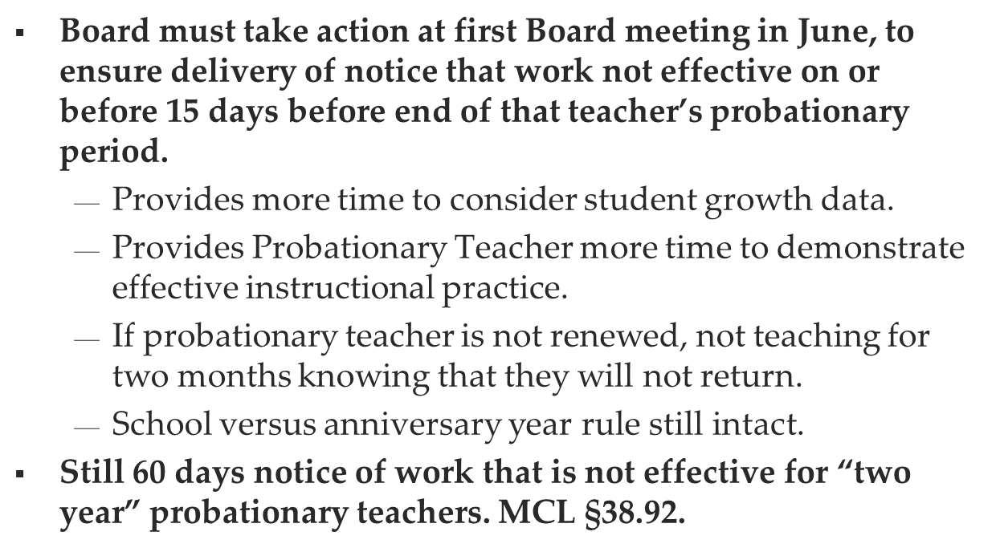 ▪ Board must take action at first Board meeting in June, to
ensure delivery of notice that work not effective on or
before 15 days before end of that teacher’s probationary
period.
— Provides more time to consider student growth data.
— Provides Probationary Teacher more time to demonstrate
effective instructional practice.
— If probationary teacher is not renewed, not teaching for
two months knowing that they will not return.
— School versus anniversary year rule still intact.
▪ Still 60 days notice of work that is not effective for “two
year” probationary teachers. MCL §38.92.